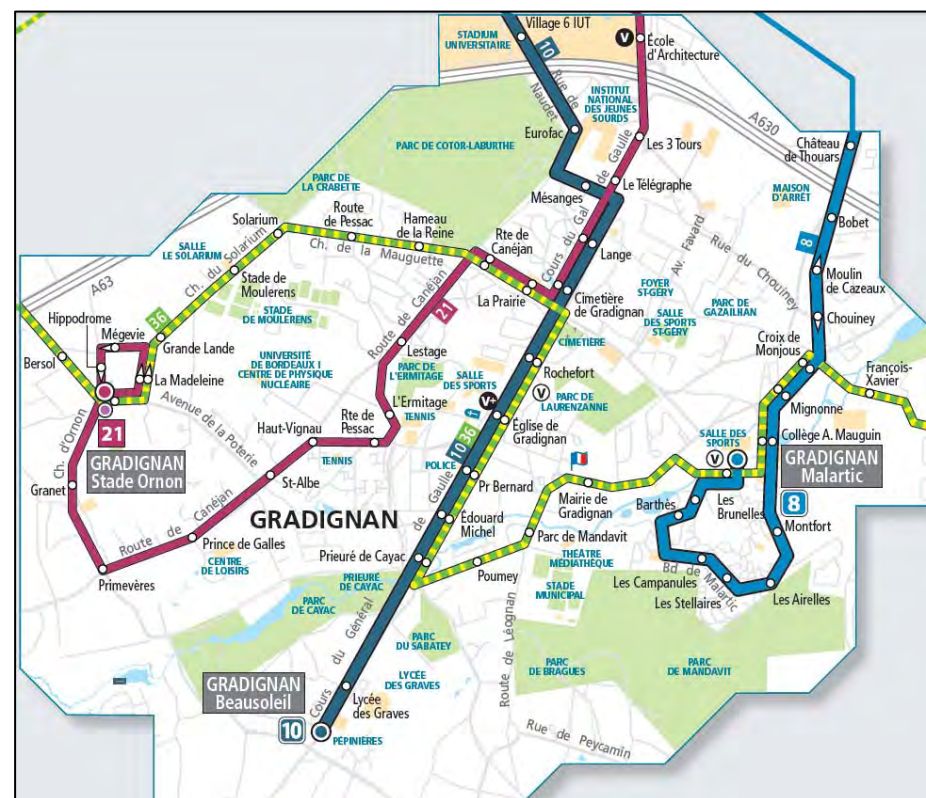 Village 6 IUT
STADIUM
UNIVERSITAIRE
10
Rue de
Naudet
V
École
d'Architecture
INSTITUT
NATIONAL
DES JEUNES
SOURDS
A630
Eurofac
Les 3 Tours
Château
de Thouars
PARC DE COTOR-LABURTHE
Mésanges
Le Télégraphe
MAISON
D'ARRÊT
PARC DE
LA CRABETTE
Cours du Gal de Gaulle
Bobet
8
Solarium
Route
de Pessac
Hameau
de la Reine
Rte de
Canéjan
Lange
Av. Favard
Rue du Chouiney
SALLE
LE SOLARIUM
Ch. du Solarium
Ch. de la Mauguette
Stade de
Moulerens
La Prairie
Cimetière
de Gradignan
FOYER
ST-GÉRY
Moulin
de Cazeaux
A63
STADE
DE MOULERENS
21
Route de Canéjan
SALLE
DES SPORTS
ST-GÉRY
PARC DE
GAZAILHAN
Chouiney
Hippodrome
Mégevie
36
Grande Lande
CIMETIÈRE
Croix de
Monjous
Bersol
La Madeleine
UNIVERSITÉ
DE BORDEAUX I
CENTRE DE PHYSIQUE
NUCLÉAIRE
Lestage
PARC DE
L'ERMITAGE
SALLE
DES SPORTS
Rochefort
V
PARC DE
LAURENZANNE
François-
Xavier
Mignonne
Avenue de la Poterie
L'Ermitage
TENNIS
V+
Église de
Gradignan
21
GRADIGNAN
Stade Ornon
Ch. d'Ornon
Haut-Vignau
Rte de
Pessac
TENNIS
SALLE DES
SPORTS
V
Collège A. Mauguin
GRADIGNAN
Malartic
8
10 36
POLICE
Pr Bernard
Granet
St-Albe
Mairie de
Gradignan
Barthès
Les
Brunelles
GRADIGNAN
de Gaulle
Édouard
Michel
Parc de Mandavit
Montfort
Route de Canéjan
Prince de Galles
Prieuré de Cayac
THÉÂTRE
MÉDIATHÈQUE
Bd de Malartic
Primevères
CENTRE
DE LOISIRS
PRIEURÉ
DE CAYAC
Poumey
STADE
MUNICIPAL
Les Campanules
Les Stellaires
Les Airelles
PARC
DE CAYAC
Cours du Général
PARC
DU SABATEY
Route de Léognan
PARC
DE BRAGUES
PARC
DE MANDAVIT
GRADIGNAN
Beausoleil
10
LYCÉE
DES GRAVES
Lycée
des Graves
PÉPINIÈRES
Rue de Peycamin